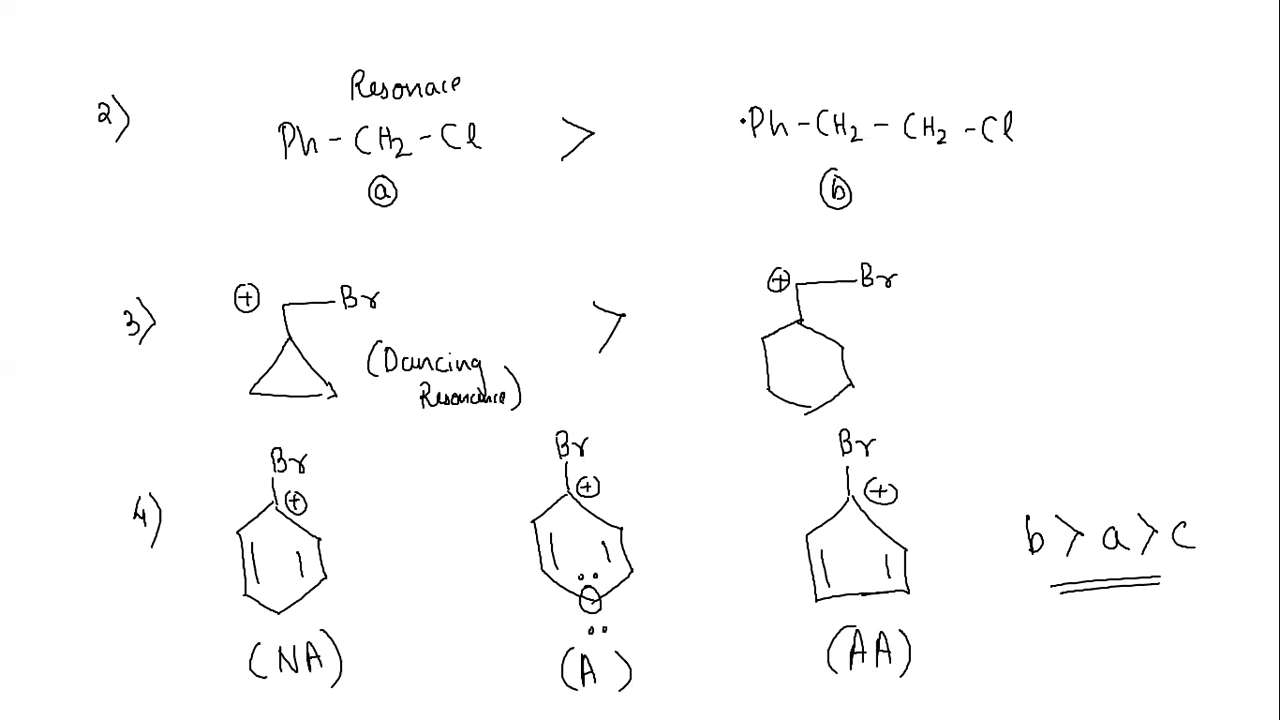 Resonace
2) Ph - CH2 - Cl > ·Ph - CH2 - CH2 - Cl
ⓐ ⓑ
3) ⊕ Br > ⊕ Br
(Dancing
Resonance)
Br Br Br
4) ⊕ ⊕ ⊕ b > a > c
(NA) (A) (AA)